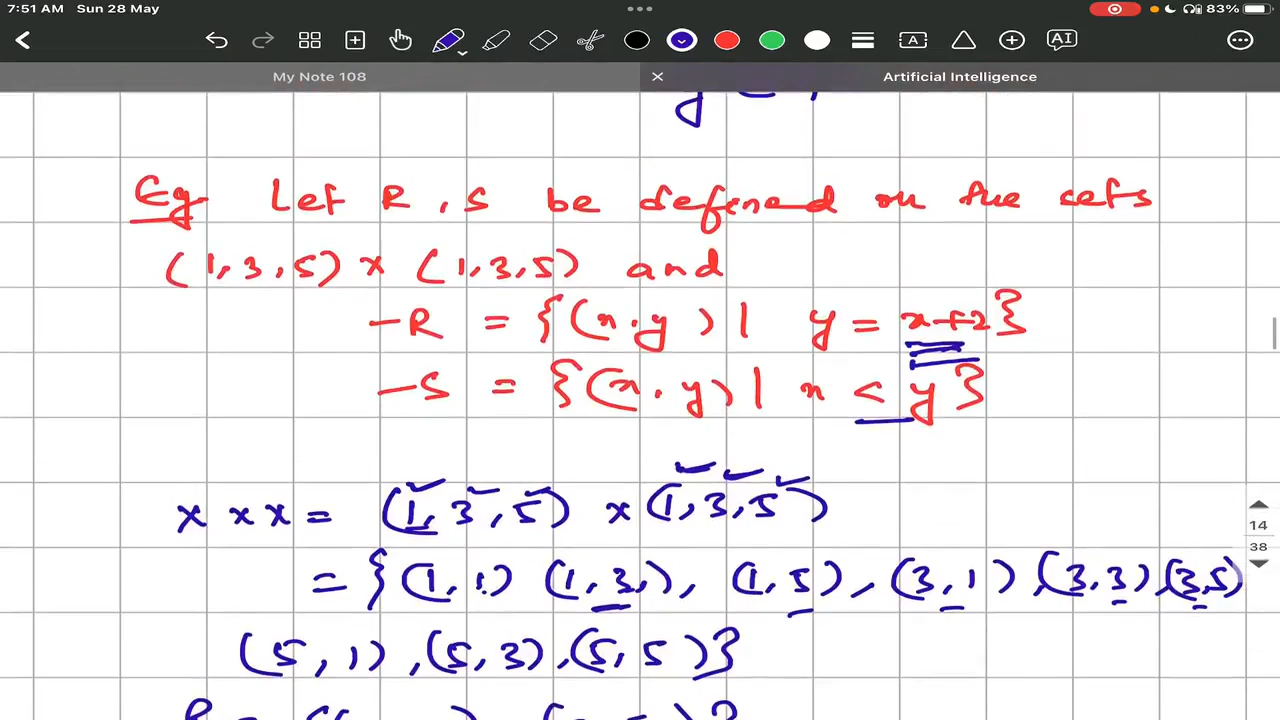 7:51 AM Sun 28 May
83%
My Note 108
Artificial Intelligence
Eg Let R, S be defined on the sets
(1, 3, 5) × (1, 3, 5) and
-R = {(x.y) | y = x+2}
-S = {(x.y) | x < y}
x x x = (1, 3, 5) x (1, 3, 5)
= {(1, 1) (1, 3,), (1, 5), (3, 1), (3, 3), (3,5)
(5, 1), (5, 3), (5, 5)}
14
38